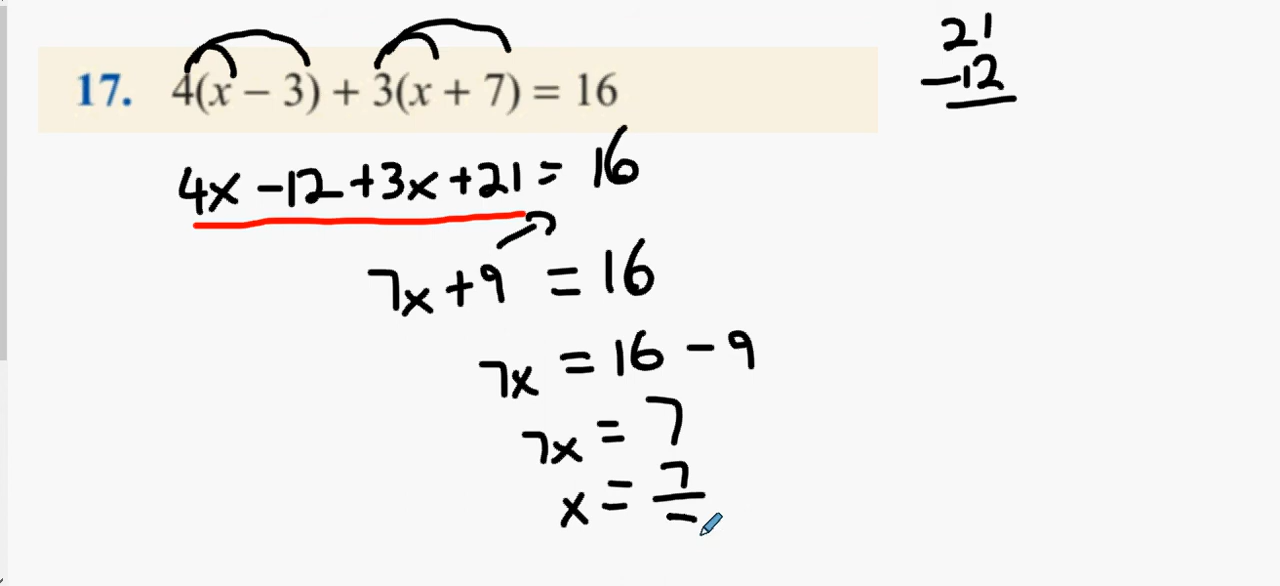 17. 4(x − 3) + 3(x + 7) = 16
21
−12
4x −12 +3x +21 = 16
7x +9 = 16
7x = 16 − 9
7x = 7
x = 7/